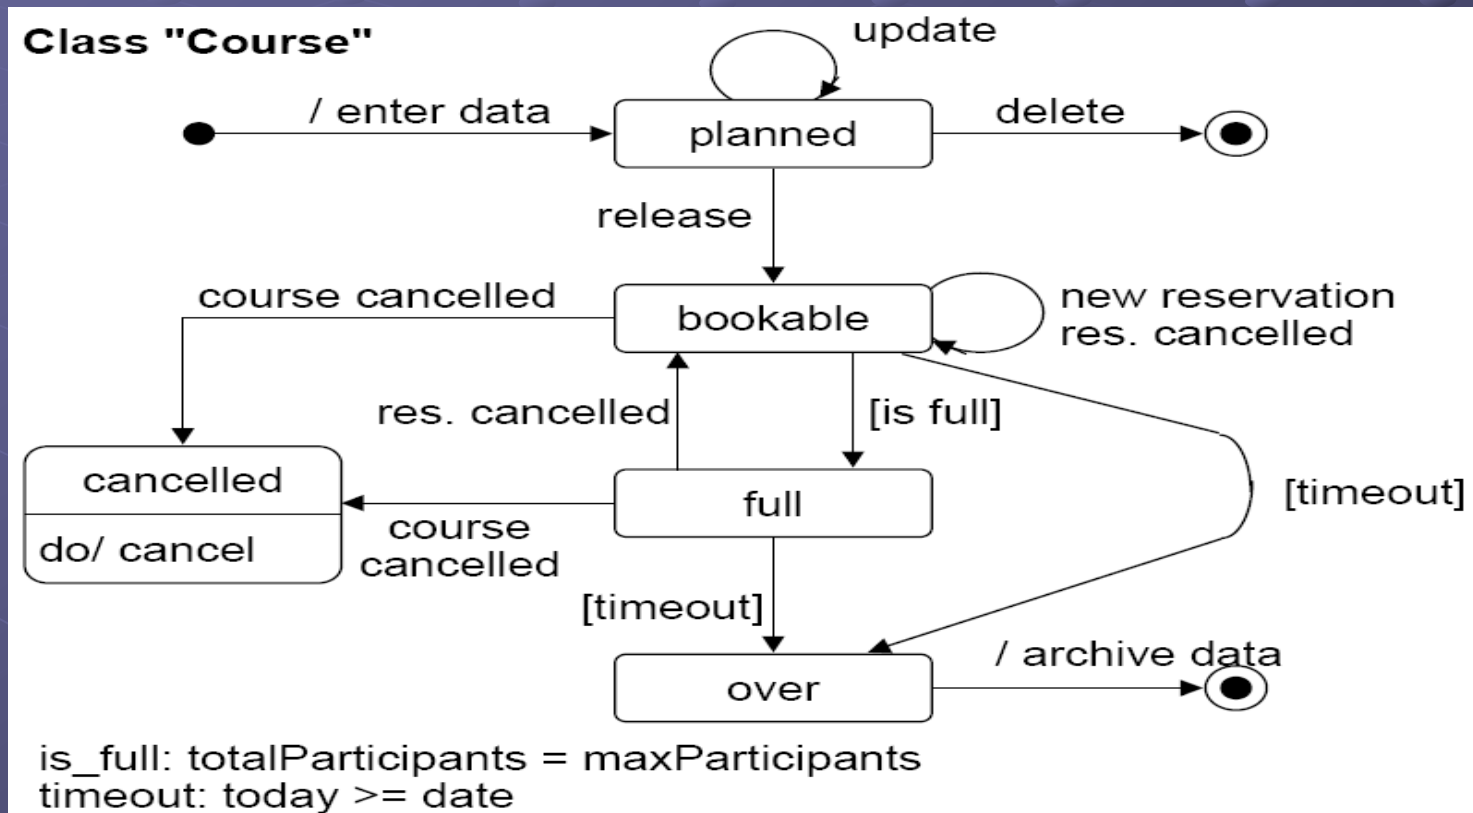 Class "Course"
update
/ enter data
planned
delete
release
course cancelled
bookable
new reservation
res. cancelled
res. cancelled
[is full]
cancelled
do/ cancel
full
course
cancelled
[timeout]
[timeout]
over
/ archive data
is_full: totalParticipants = maxParticipants
timeout: today >= date